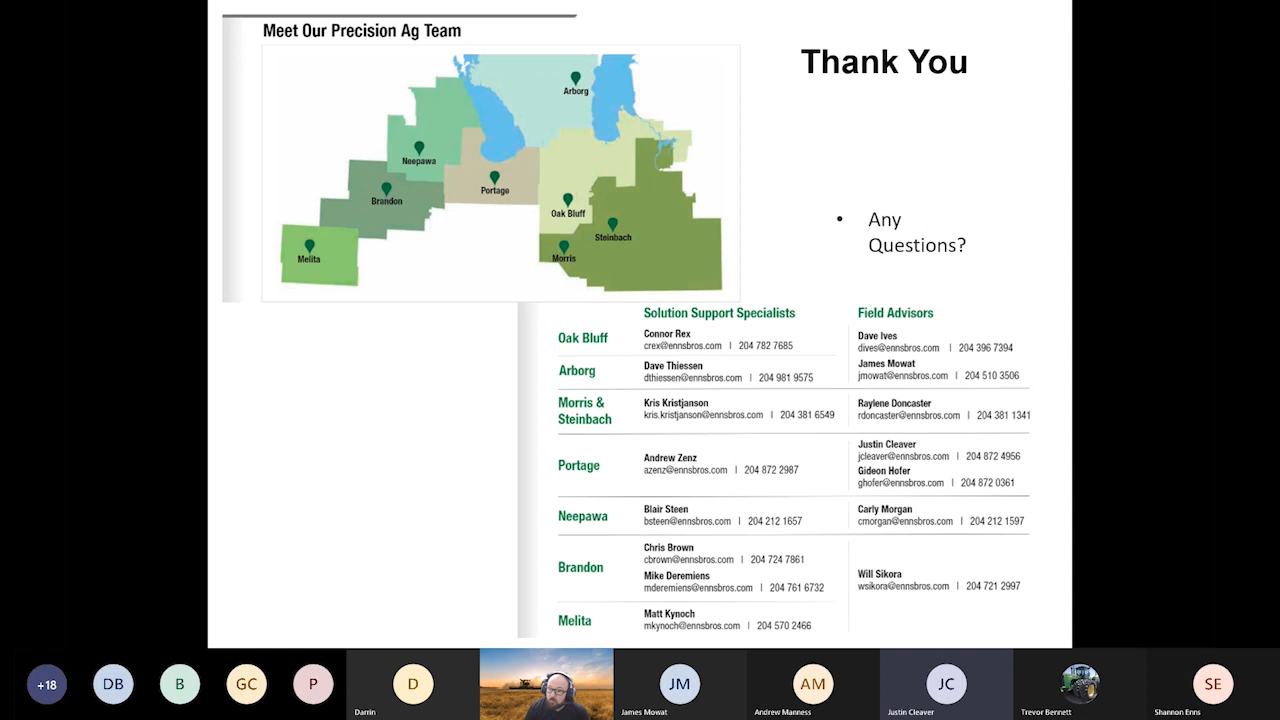 Meet Our Precision Ag Team
Thank You
Arborg
Neepawa
Portage
Brandon
Oak Bluff
Steinbach
Melita
Morris
• Any
Questions?
Solution Support Specialists
Field Advisors
Oak Bluff
Connor Rex
crex@ennsbros.com | 204 782 7685
Dave Ives
dives@ennsbros.com | 204 396 7394
Arborg
Dave Thiessen
dthiessen@ennsbros.com | 204 981 9575
James Mowat
jmowat@ennsbros.com | 204 510 3506
Morris &
Steinbach
Kris Kristjanson
kris.kristjanson@ennsbros.com | 204 381 6549
Raylene Doncaster
rdoncaster@ennsbros.com | 204 381 1341
Portage
Andrew Zenz
azenz@ennsbros.com | 204 872 2987
Justin Cleaver
jcleaver@ennsbros.com | 204 872 4956
Gideon Hofer
ghofer@ennsbros.com | 204 872 0361
Neepawa
Blair Steen
bsteen@ennsbros.com | 204 212 1657
Carly Morgan
cmorgan@ennsbros.com | 204 212 1597
Brandon
Chris Brown
cbrown@ennsbros.com | 204 724 7861
Mike Deremiens
mderemiens@ennsbros.com | 204 761 6732
Will Sikora
wsikora@ennsbros.com | 204 721 2997
Melita
Matt Kynoch
mkynoch@ennsbros.com | 204 570 2466
+18
DB
B
GC
P
D
JM
AM
JC
SE
Darrin
James Mowat
Andrew Manness
Justin Cleaver
Trevor Bennett
Shannon Enns